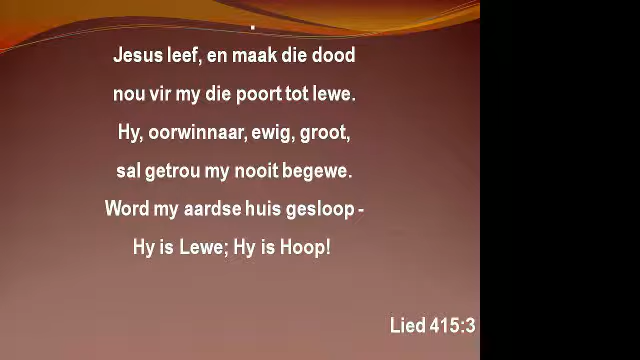 .
Jesus leef, en maak die dood
nou vir my die poort tot lewe.
Hy, oorwinnaar, ewig, groot,
sal getrou my nooit begewe.
Word my aardse huis gesloop -
Hy is Lewe; Hy is Hoop!
Lied 415:3